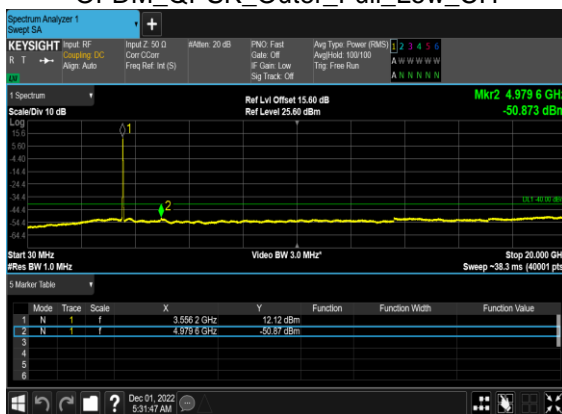 Spectrum Analyzer 1
Swept SA
KEYSIGHT Input: RF Input Z: 50 Ω #Atten: 20 dB PNO: Fast Avg Type: Power (RMS) 1 2 3 4 5 6
R T Coupling: DC Corr CCorr Gate: Off Avg|Hold: 100/100 A W W W W W
Align: Auto Freq Ref: Int (S) IF Gain: Low Trig: Free Run
Sig Track: Off A N N N N N
1 Spectrum Ref Lvl Offset 15.60 dB Mkr2 4.979 6 GHz
Scale/Div 10 dB Ref Level 25.60 dBm -50.873 dBm
Log
15.6
5.60
-4.40
-14.4
-24.4
-34.4
-44.4
-54.4
-64.4
1
2
DL1 -40.00 dBm
Start 30 MHz Video BW 3.0 MHz* Stop 20.000 GHz
#Res BW 1.0 MHz Sweep ~38.3 ms (40001 pts)
5 Marker Table
Mode Trace Scale X Y Function Function Width Function Value
1 N 1 f 3.556 2 GHz 12.12 dBm
2 N 1 f 4.979 6 GHz -50.87 dBm
3
4
5
6
? Dec 01, 2022
5:31:47 AM